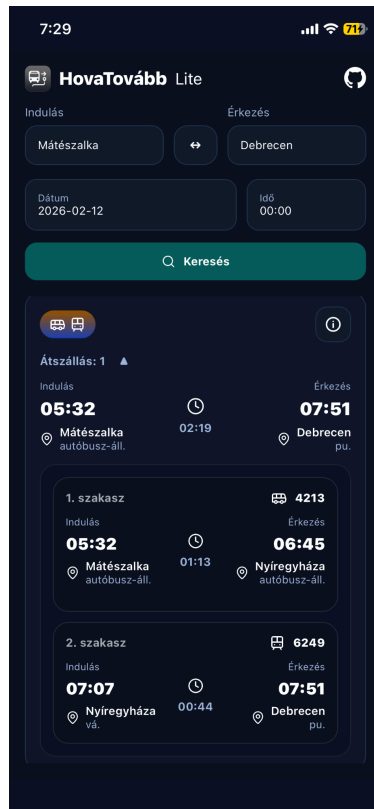 7:29
71
HovaTovább Lite
Indulás Érkezés
Mátészalka Debrecen
Dátum Idő
2026-02-12 00:00
Keresés
Átszállás: 1
Indulás Érkezés
05:32 07:51
02:19
Mátészalka Debrecen
autóbusz-áll. pu.
1. szakasz 4213
Indulás Érkezés
05:32 06:45
01:13
Mátészalka Nyíregyháza
autóbusz-áll. autóbusz-áll.
2. szakasz 6249
Indulás Érkezés
07:07 07:51
00:44
Nyíregyháza Debrecen
vá. pu.